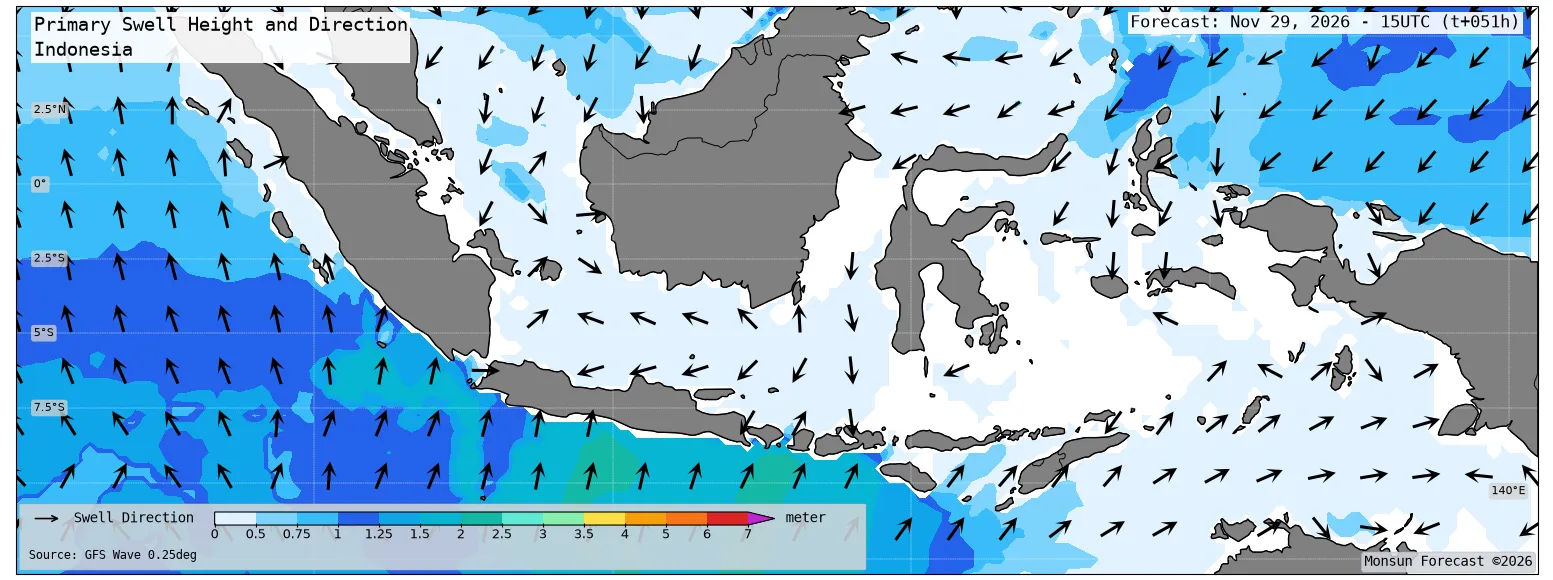 Primary Swell Height and Direction
Indonesia
Forecast: Nov 29, 2026 - 15UTC (t+051h)
2.5°N
0°
2.5°S
5°S
7.5°S
140°E
Swell Direction
meter
0 0.5 0.75 1 1.25 1.5 2 2.5 3 3.5 4 5 6 7
Source: GFS Wave 0.25deg
Monsun Forecast ©2026